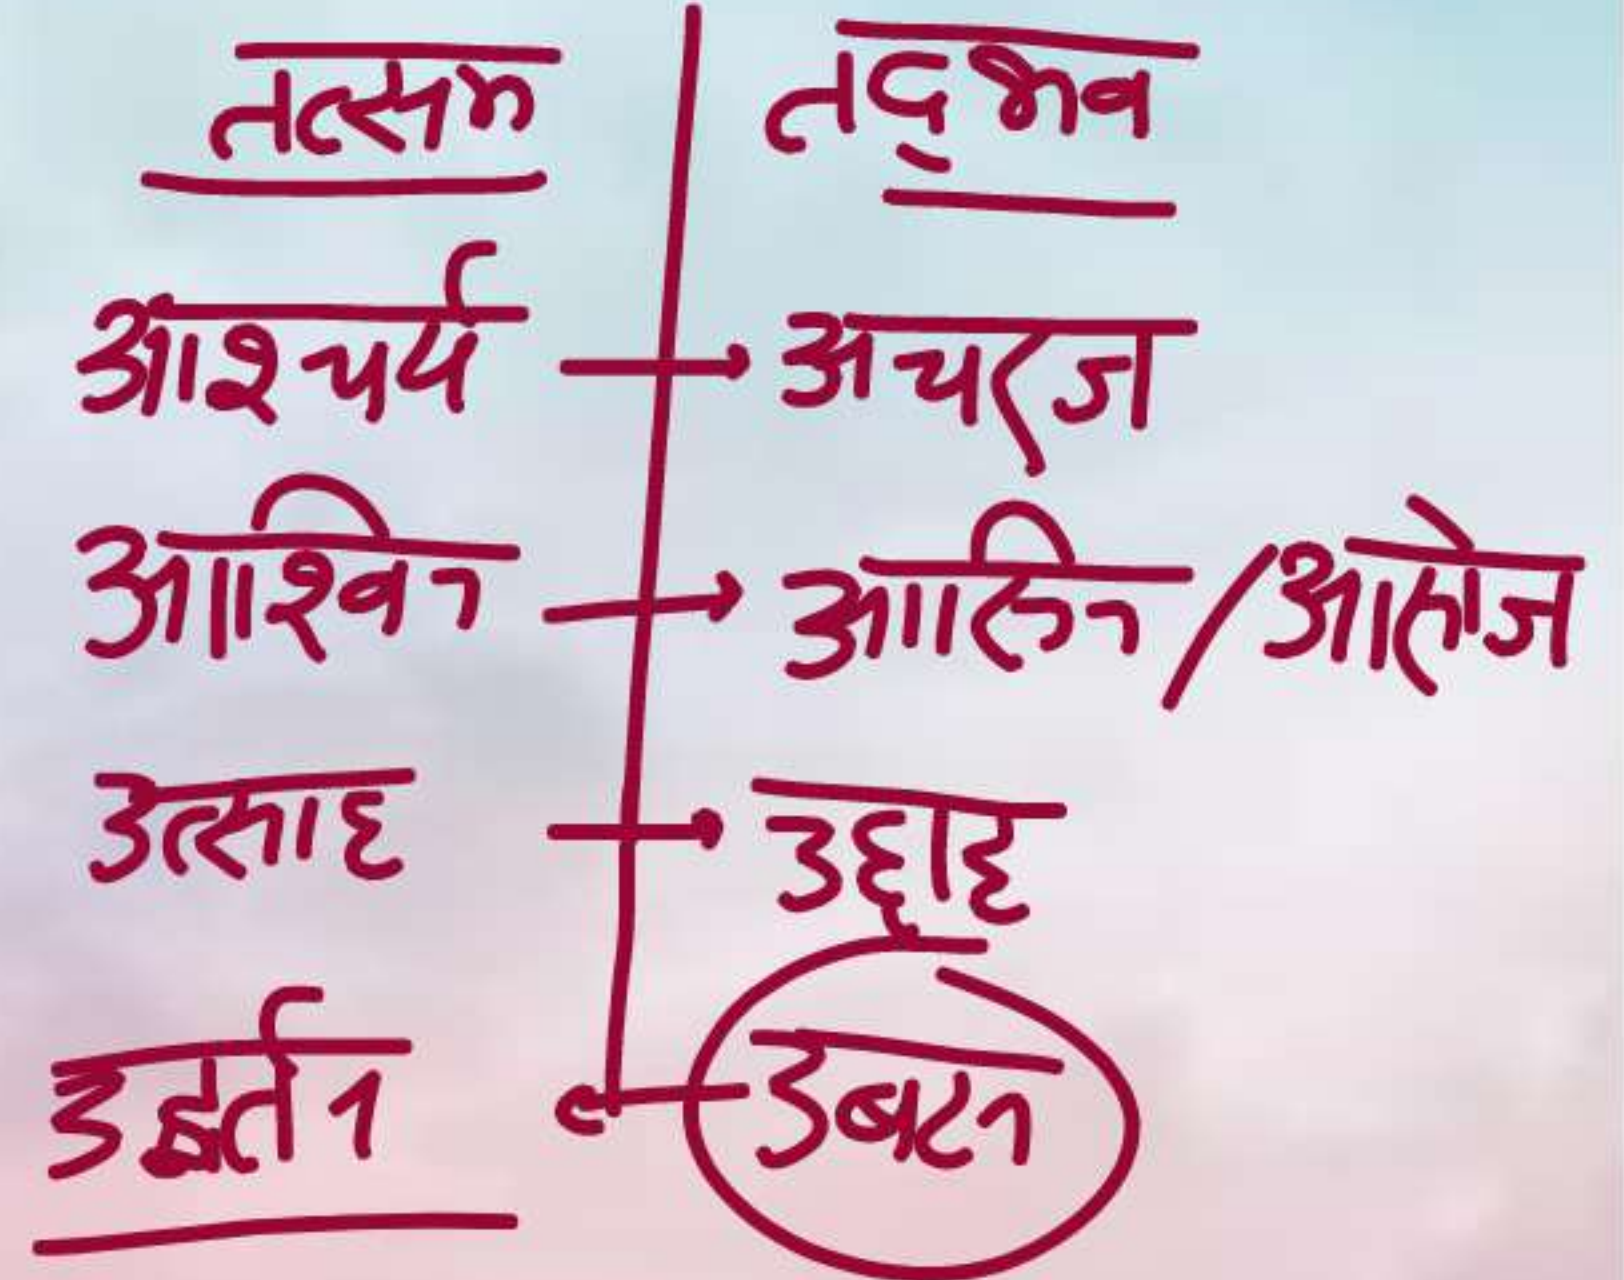 तत्सम तद्भव
आश्चर्य → अचरज
आश्विन → आसिन / आसोज
उत्साह → उछाह
उद्वर्तन - उबटन